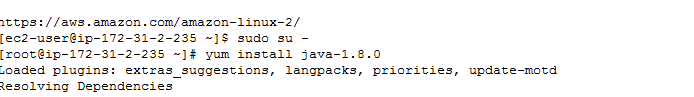 https://aws.amazon.com/amazon-linux-2/
[ec2-user@ip-172-31-2-235 ~]$ sudo su -
[root@ip-172-31-2-235 ~]# yum install java-1.8.0
Loaded plugins: extras_suggestions, langpacks, priorities, update-motd
Resolving Dependencies